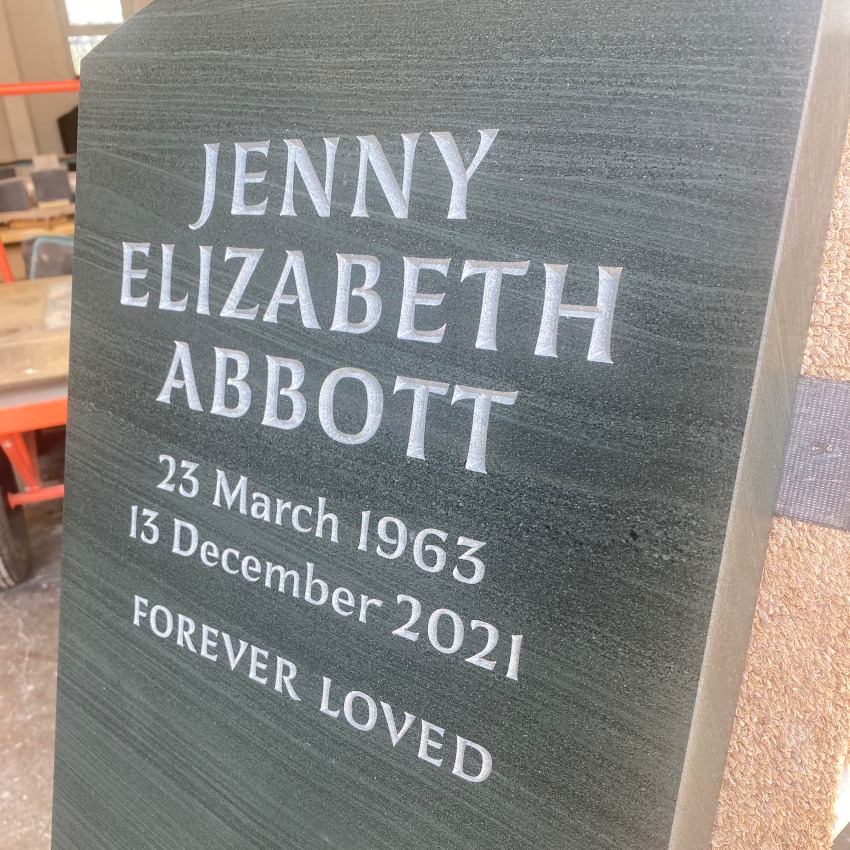 JENNY
ELIZABETH
ABBOTT
23 March 1963
13 December 2021
FOREVER LOVED